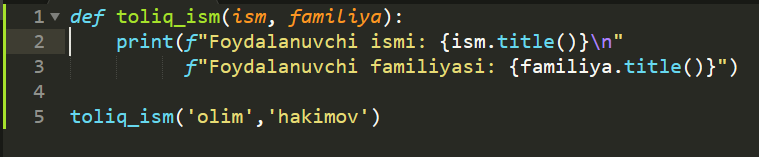 1 def toliq_ism(ism, familiya):
2     print(f"Foydalanuvchi ismi: {ism.title()}\n"
3           f"Foydalanuvchi familiyasi: {familiya.title()}")
4
5 toliq_ism('olim','hakimov')